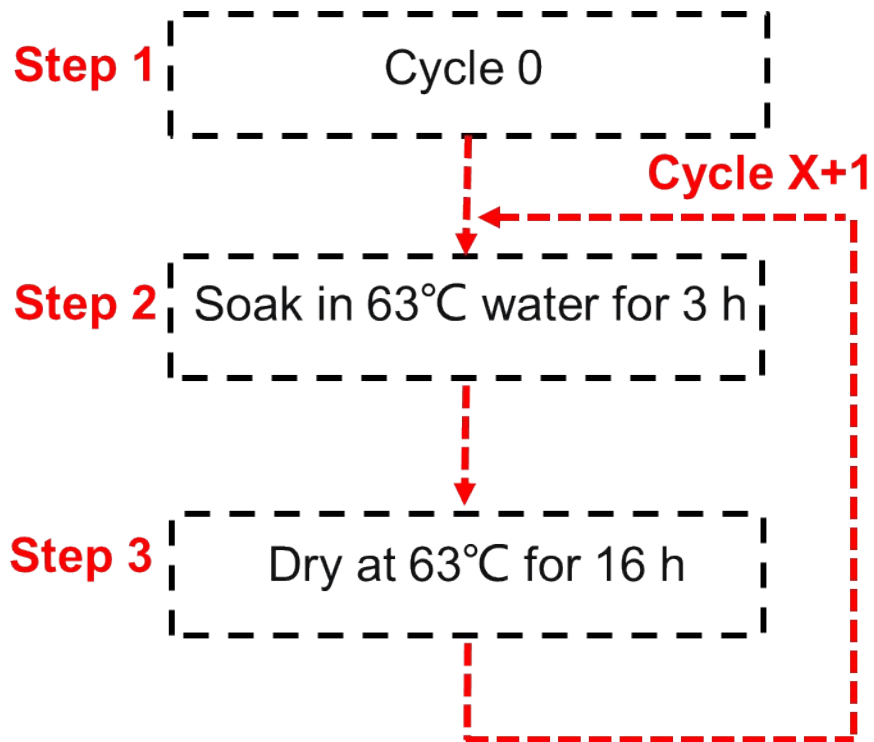 Step 1
Cycle 0
Cycle X+1
Step 2
Soak in 63℃ water for 3 h
Step 3
Dry at 63℃ for 16 h